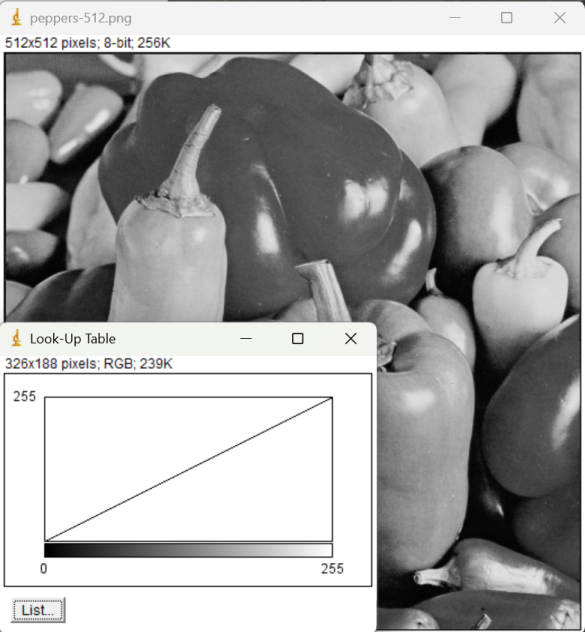 peppers-512.png
512x512 pixels; 8-bit; 256K
Look-Up Table
326x188 pixels; RGB; 239K
255
0 255
List...